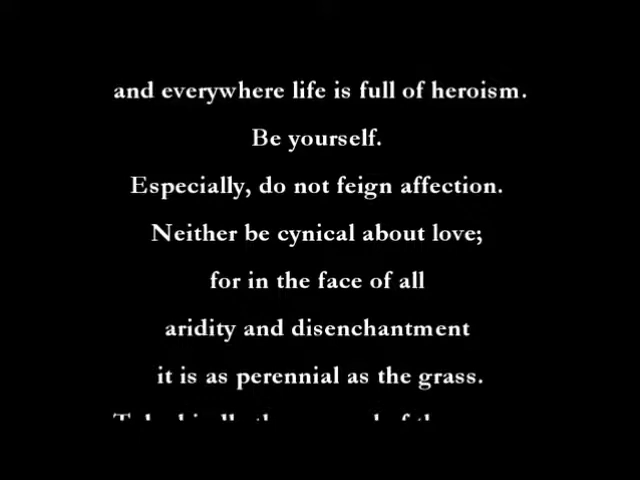 and everywhere life is full of heroism.
Be yourself.
Especially, do not feign affection.
Neither be cynical about love;
for in the face of all
aridity and disenchantment
it is as perennial as the grass.